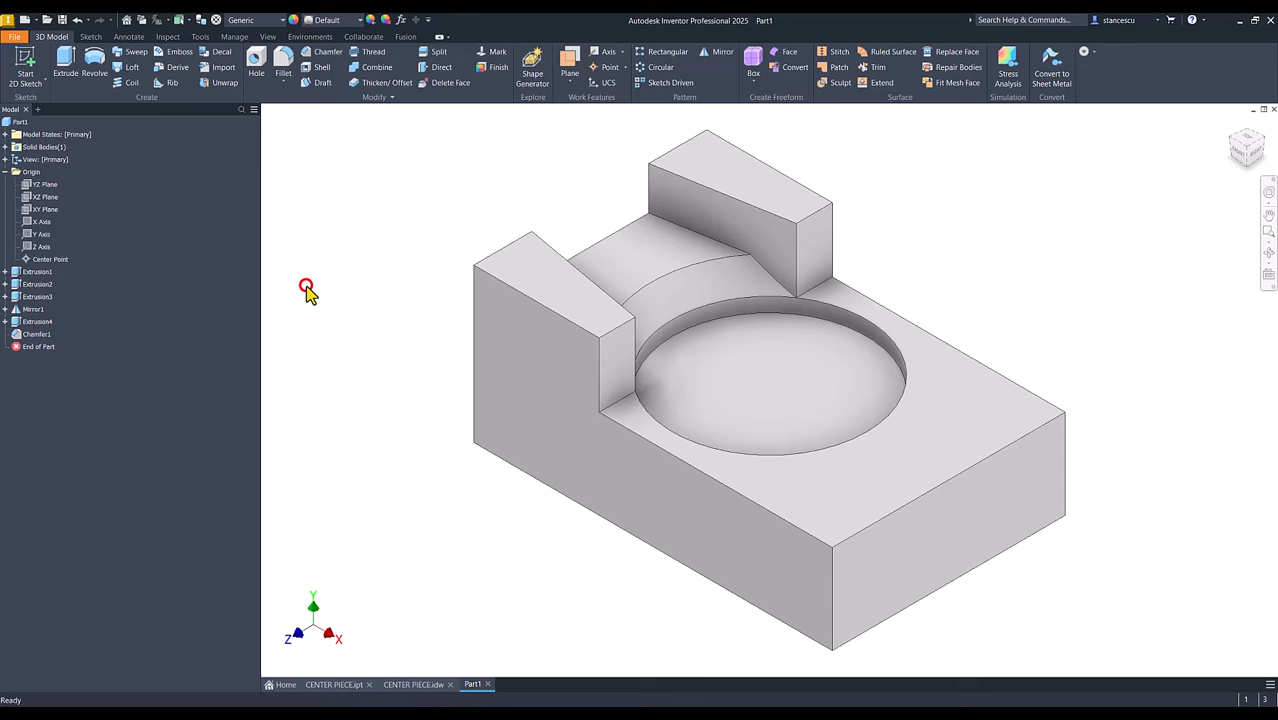 Generic
Default
Autodesk Inventor Professional 2025 Part1
Search Help & Commands...
stancescu
File
3D Model
Sketch
Annotate
Inspect
Tools
Manage
View
Environments
Collaborate
Fusion
Start
2D Sketch
Extrude
Revolve
Sweep
Emboss
Decal
Loft
Derive
Import
Coil
Rib
Unwrap
Hole
Fillet
Chamfer
Thread
Split
Shell
Combine
Direct
Draft
Thicken/ Offset
Delete Face
Mark
Finish
Shape
Generator
Plane
Axis
Point
UCS
Rectangular
Mirror
Circular
Sketch Driven
Box
Face
Convert
Stitch
Ruled Surface
Replace Face
Patch
Trim
Repair Bodies
Sculpt
Extend
Fit Mesh Face
Stress
Analysis
Convert to
Sheet Metal
Sketch
Create
Modify
Explore
Work Features
Pattern
Create Freeform
Surface
Simulation
Convert
Model
Part1
Model States: [Primary]
Solid Bodies(1)
View: [Primary]
Origin
YZ Plane
XZ Plane
XY Plane
X Axis
Y Axis
Z Axis
Center Point
Extrusion1
Extrusion2
Extrusion3
Mirror1
Extrusion4
Chamfer1
End of Part
TOP
FRONT
RIGHT
Y
Z
X
Home
CENTER PIECE.ipt
CENTER PIECE.idw
Part1
Ready
1
3